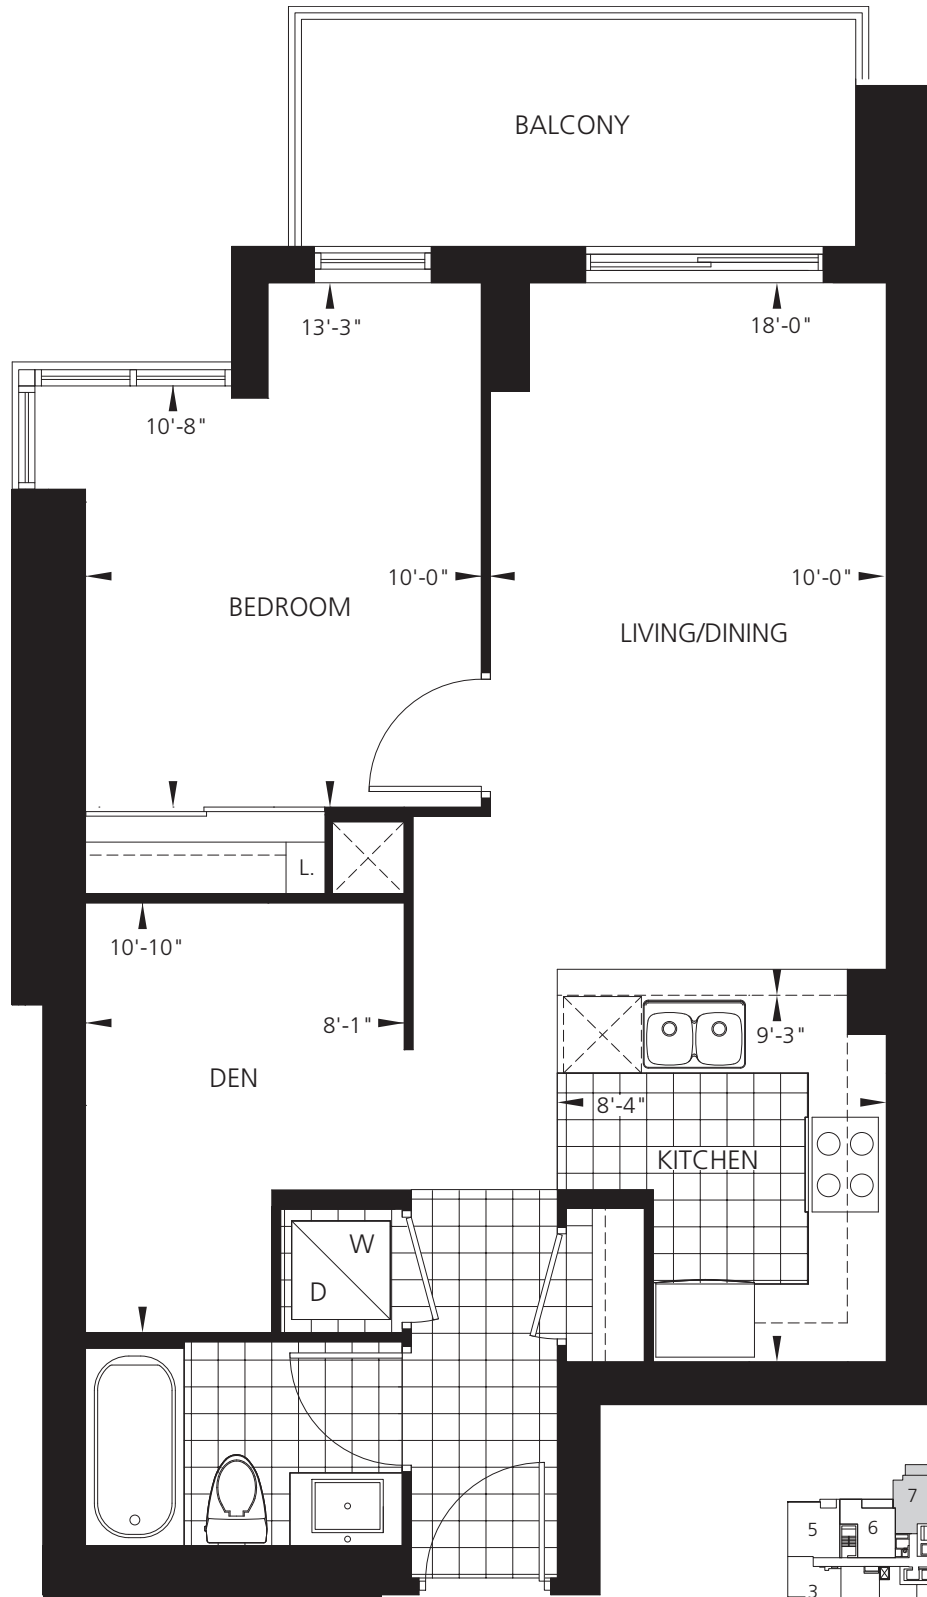 BALCONY
13'-3"
18'-0"
10'-8"
10'-0"
10'-0"
BEDROOM
LIVING/DINING
L.
10'-10"
8'-1"
9'-3"
DEN
8'-4"
KITCHEN
W
D
7
5
6
3